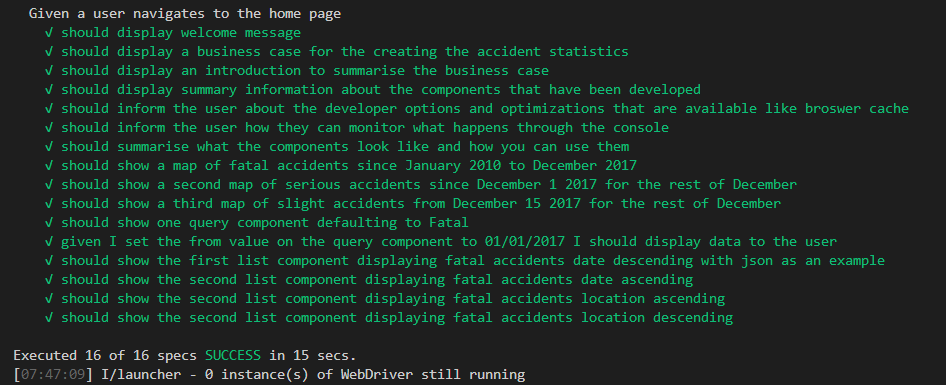 Given a user navigates to the home page
√ should display welcome message
√ should display a business case for the creating the accident statistics
√ should display an introduction to summarise the business case
√ should display summary information about the components that have been developed
√ should inform the user about the developer options and optimizations that are available like broswer cache
√ should inform the user how they can monitor what happens through the console
√ should summarise what the components look like and how you can use them
√ should show a map of fatal accidents since January 2010 to December 2017
√ should show a second map of serious accidents since December 1 2017 for the rest of December
√ should show a third map of slight accidents from December 15 2017 for the rest of December
√ should show one query component defaulting to Fatal
√ given I set the from value on the query component to 01/01/2017 I should display data to the user
√ should show the first list component displaying fatal accidents date descending with json as an example
√ should show the second list component displaying fatal accidents date ascending
√ should show the second list component displaying fatal accidents location ascending
√ should show the second list component displaying fatal accidents location descending
Executed 16 of 16 specs SUCCESS in 15 secs.
[07:47:09] I/launcher - 0 instance(s) of WebDriver still running